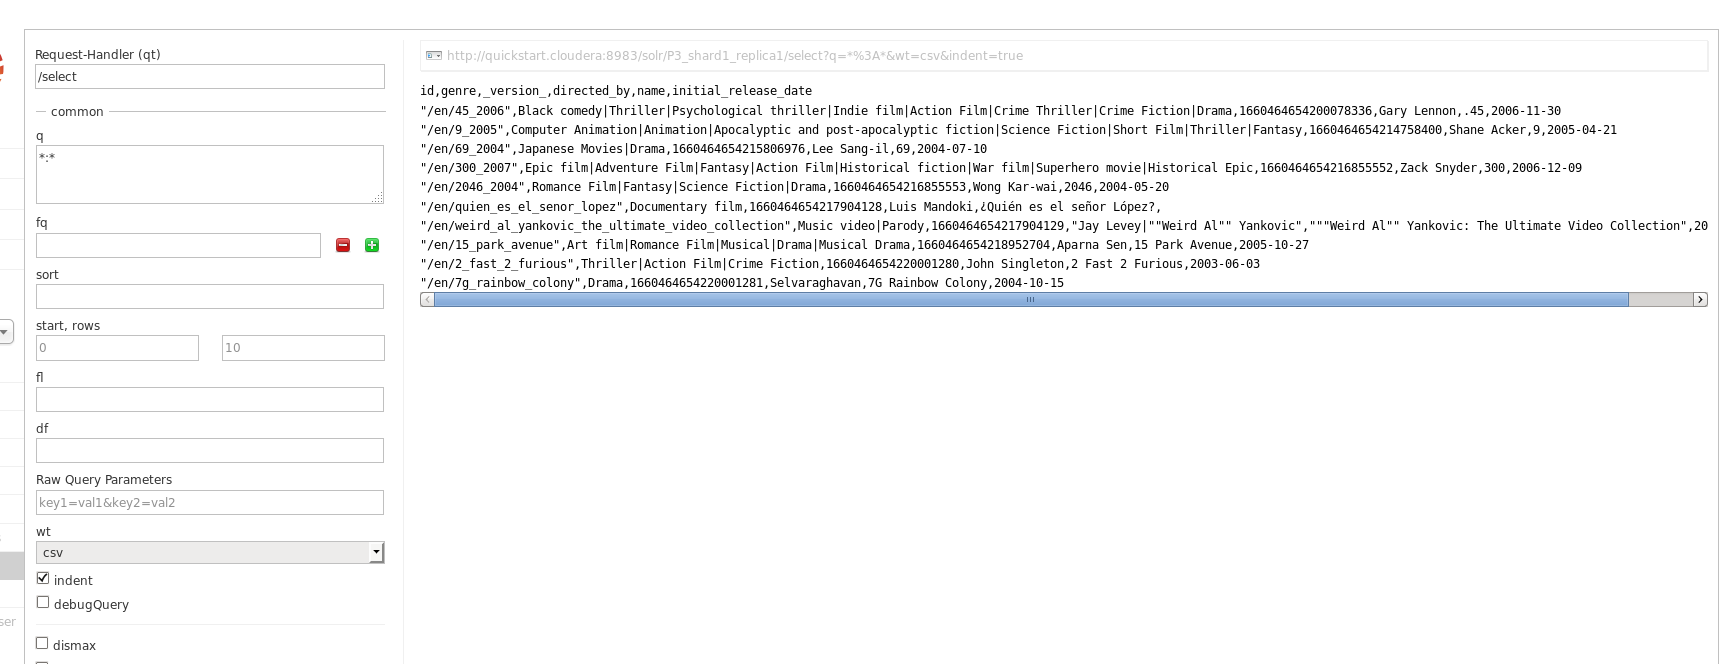 Request-Handler (qt)
/select
common
q
*:*
fq
sort
start, rows
0 10
fl
df
Raw Query Parameters
key1=val1&key2=val2
wt
csv
indent
debugQuery
dismax
ser
http://quickstart.cloudera:8983/solr/P3_shard1_replica1/select?q=*%3A*&wt=csv&indent=true
id,genre,_version_,directed_by,name,initial_release_date
"/en/45_2006",Black comedy|Thriller|Psychological thriller|Indie film|Action Film|Crime Thriller|Crime Fiction|Drama,1660464654200078336,Gary Lennon,.45,2006-11-30
"/en/9_2005",Computer Animation|Animation|Apocalyptic and post-apocalyptic fiction|Science Fiction|Short Film|Thriller|Fantasy,1660464654214758400,Shane Acker,9,2005-04-21
"/en/69_2004",Japanese Movies|Drama,1660464654215806976,Lee Sang-il,69,2004-07-10
"/en/300_2007",Epic film|Adventure Film|Fantasy|Action Film|Historical fiction|War film|Superhero movie|Historical Epic,1660464654216855552,Zack Snyder,300,2006-12-09
"/en/2046_2004",Romance Film|Fantasy|Science Fiction|Drama,1660464654216855553,Wong Kar-wai,2046,2004-05-20
"/en/quien_es_el_senor_lopez",Documentary film,1660464654217904128,Luis Mandoki,¿Quién es el señor López?,
"/en/weird_al_yankovic_the_ultimate_video_collection",Music video|Parody,1660464654217904129,"Jay Levey|""Weird Al"" Yankovic","""Weird Al"" Yankovic: The Ultimate Video Collection",20
"/en/15_park_avenue",Art film|Romance Film|Musical|Drama|Musical Drama,1660464654218952704,Aparna Sen,15 Park Avenue,2005-10-27
"/en/2_fast_2_furious",Thriller|Action Film|Crime Fiction,1660464654220001280,John Singleton,2 Fast 2 Furious,2003-06-03
"/en/7g_rainbow_colony",Drama,1660464654220001281,Selvaraghavan,7G Rainbow Colony,2004-10-15